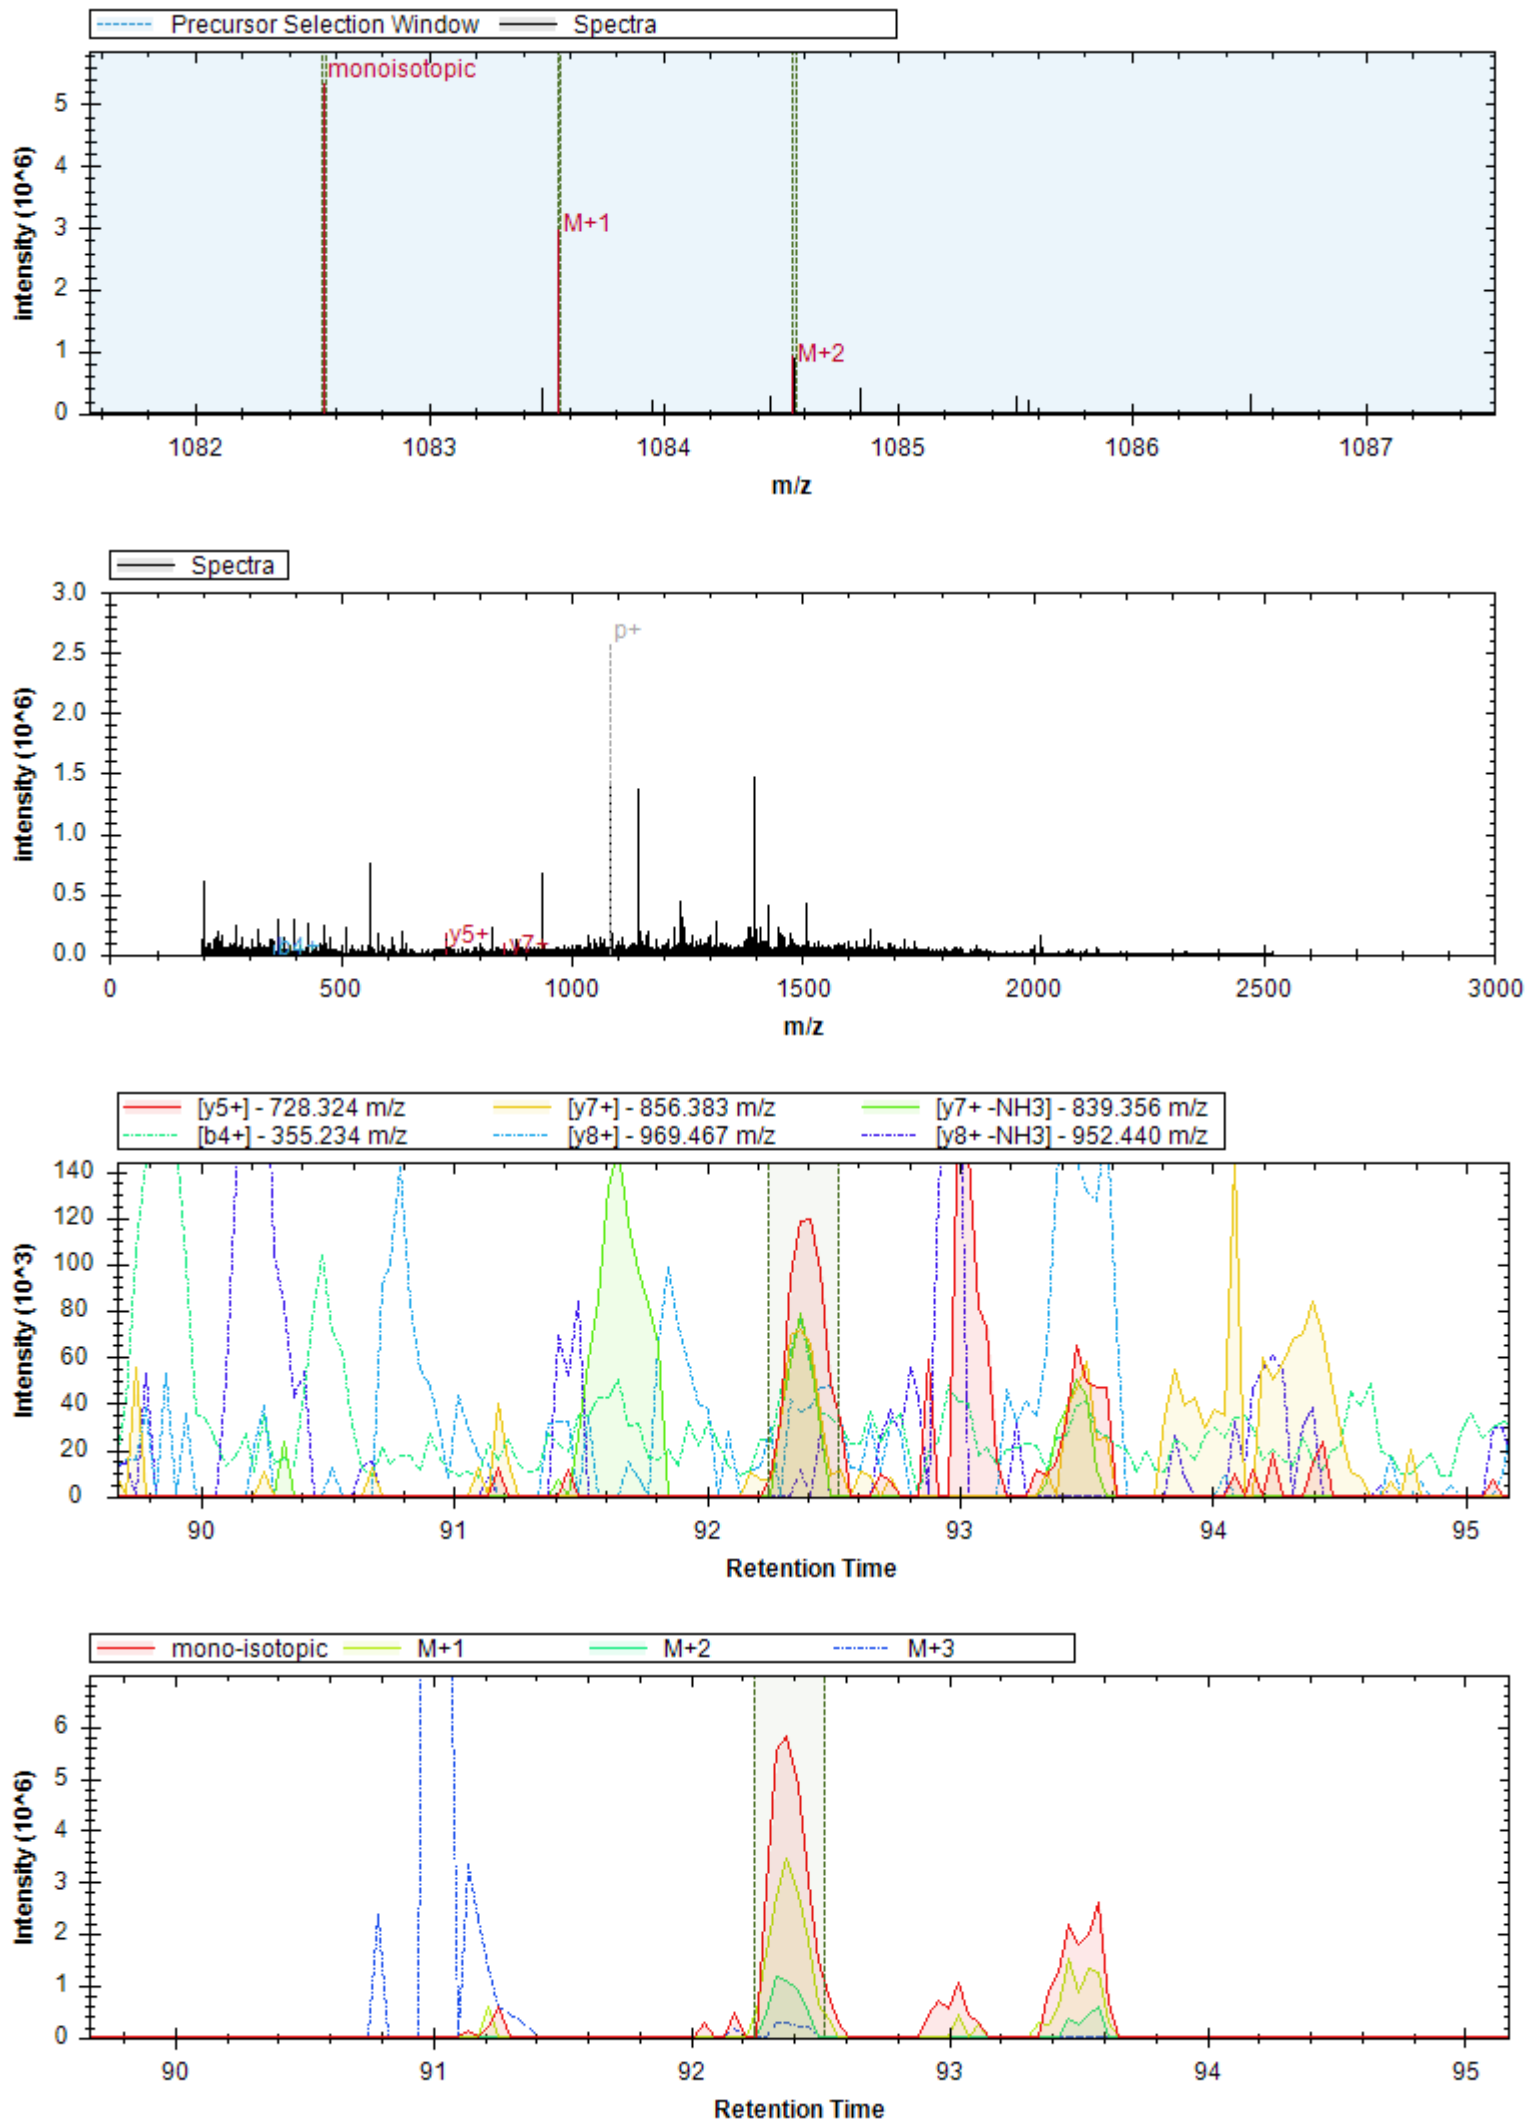 Precursor Selection Window Spectra
monoisotopic
M+1
M+2
5
4
3
2
1
0
intensity (10^6)
1082 1083 1084 1085 1086 1087
m/z
Spectra
p+
3.0
2.5
2.0
1.5
1.0
0.5
0.0
intensity (10^6)
b4+ y5+ y7+
0 500 1000 1500 2000 2500 3000
m/z
[y5+] - 728.324 m/z [y7+] - 856.383 m/z [y7+ -NH3] - 839.356 m/z
[b4+] - 355.234 m/z [y8+] - 969.467 m/z [y8+ -NH3] - 952.440 m/z
140
120
100
80
60
40
20
0
Intensity (10^3)
90 91 92 93 94 95
Retention Time
mono-isotopic M+1 M+2 M+3
6
5
4
3
2
1
0
Intensity (10^6)
90 91 92 93 94 95
Retention Time